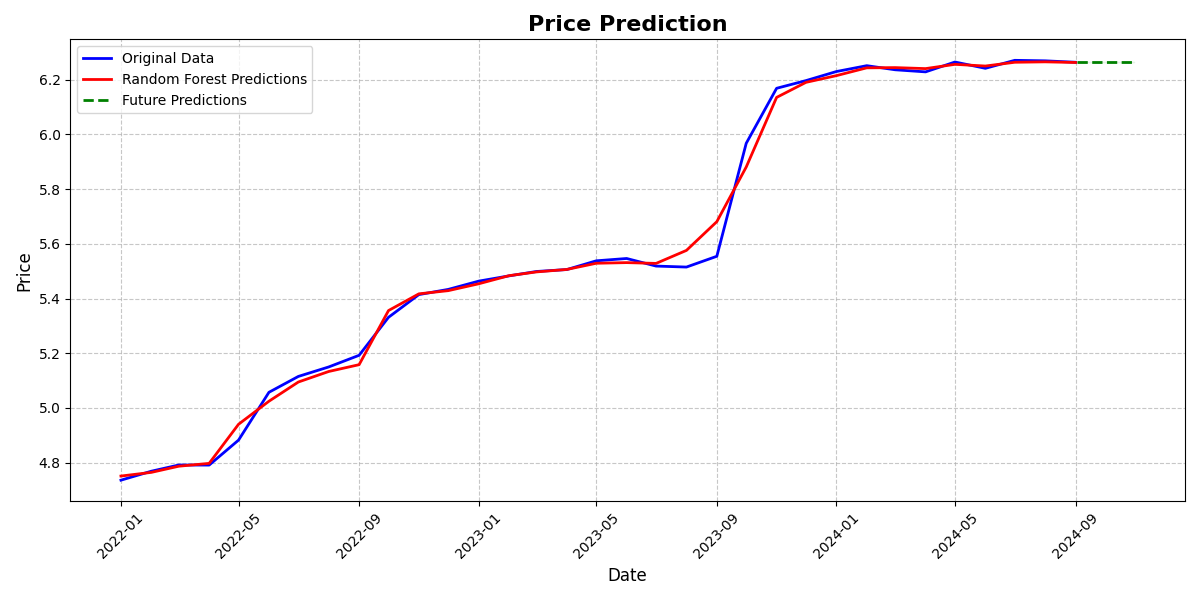 Price Prediction
Original Data
Random Forest Predictions
Future Predictions
Price
6.2
6.0
5.8
5.6
5.4
5.2
5.0
4.8
2022-01
2022-05
2022-09
2023-01
2023-05
2023-09
2024-01
2024-05
2024-09
Date